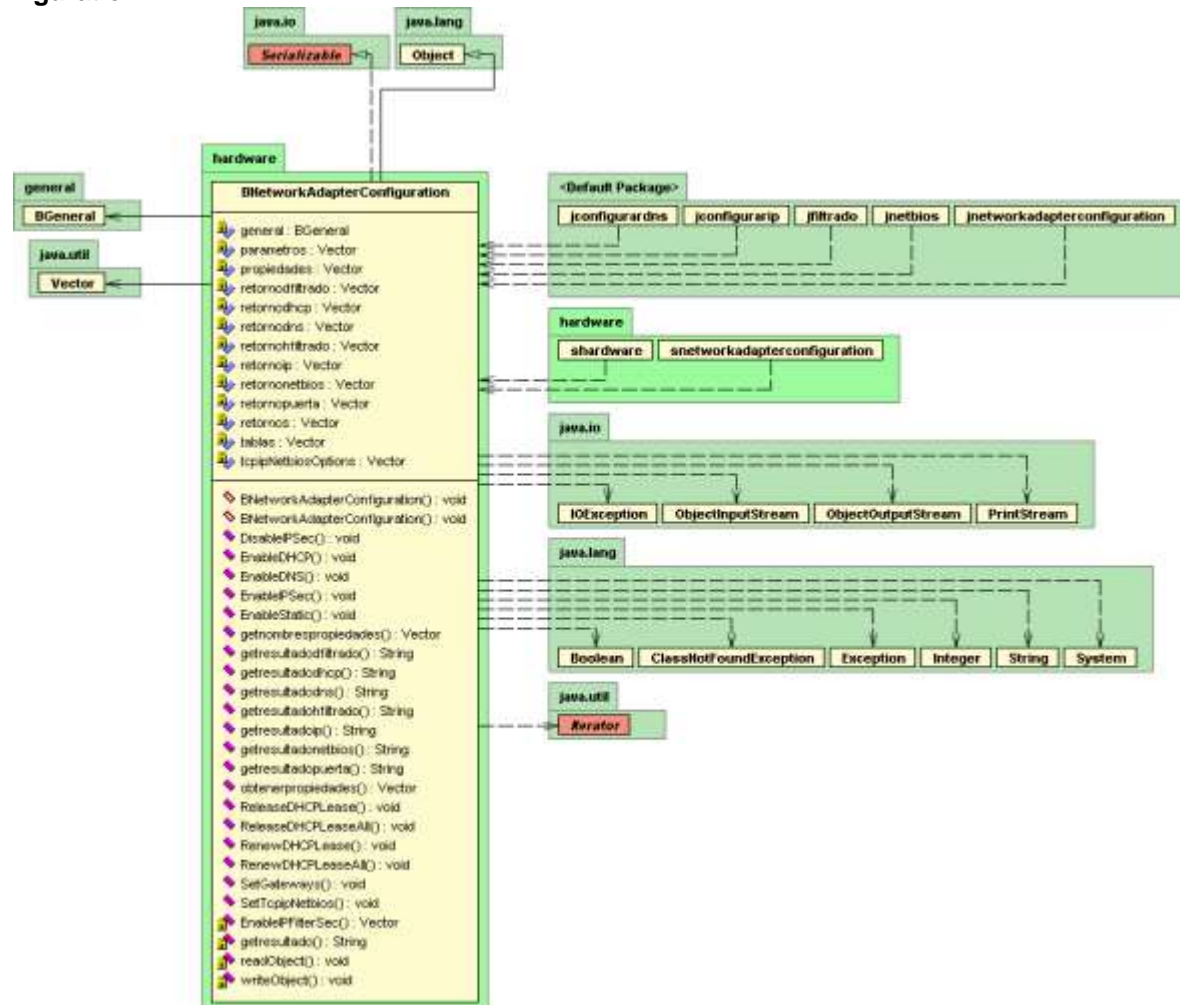 java.io
java.lang
Serializable
Object
hardware
BNetworkAdapterConfiguration
general
BGeneral
java.util
Vector
general : BGeneral
parametros : Vector
propiedades : Vector
retornodfiltrado : Vector
retornodhcp : Vector
retornodns : Vector
retornohfiltrado : Vector
retornoip : Vector
retornonetbios : Vector
retornopuerta : Vector
retornos : Vector
tablas : Vector
tcpipNetbiosOptions : Vector
BNetworkAdapterConfiguration() : void
BNetworkAdapterConfiguration() : void
DisableIPSec() : void
EnableDHCP() : void
EnableDNS() : void
EnableIPSec() : void
EnableStatic() : void
getnombrespropiedades() : Vector
getresultadodfiltrado() : String
getresultadodhcp() : String
getresultadodns() : String
getresultadohfiltrado() : String
getresultadoip() : String
getresultadonetbios() : String
getresultadopuerta() : String
obtenerpropiedades() : Vector
ReleaseDHCPLease() : void
ReleaseDHCPLeaseAll() : void
RenewDHCPLease() : void
RenewDHCPLeaseAll() : void
SetGateways() : void
SetTcpipNetbios() : void
EnableIPFilterSec() : Vector
getresultado() : String
readObject() : void
writeObject() : void
<Default Package>
jconfigurardns jconfigurarip jfiltrado jnetbios jnetworkadapterconfiguration
hardware
shardware snetworkadapterconfiguration
java.io
IOException ObjectInputStream ObjectOutputStream PrintStream
java.lang
Boolean ClassNotFoundException Exception Integer String System
java.util
Iterator